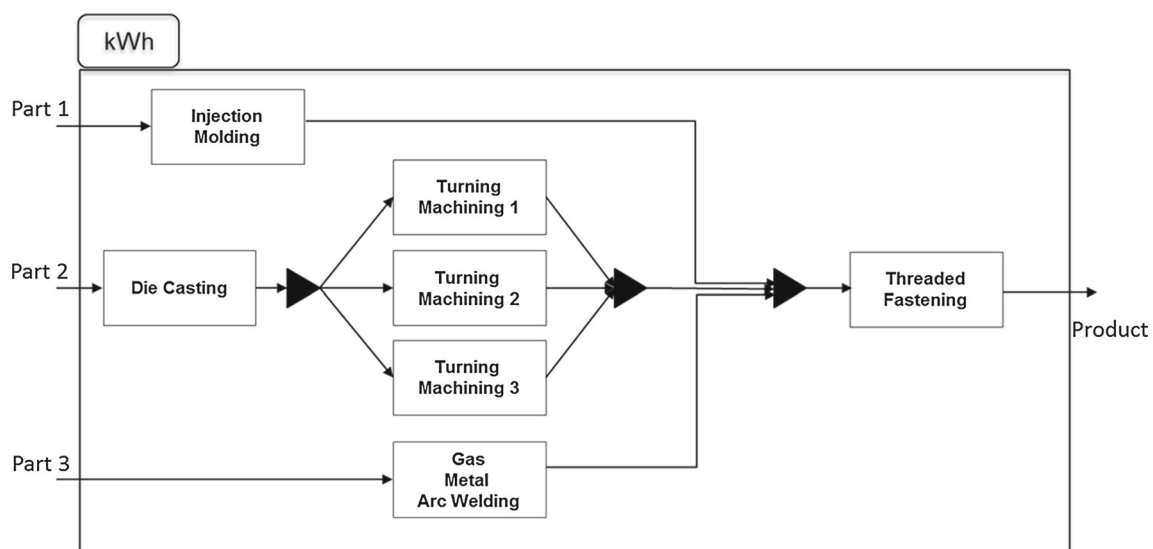 kWh
Part 1
Injection
Molding
Turning
Machining 1
Part 2
Die Casting
Turning
Machining 2
Threaded
Fastening
Product
Turning
Machining 3
Part 3
Gas
Metal
Arc Welding